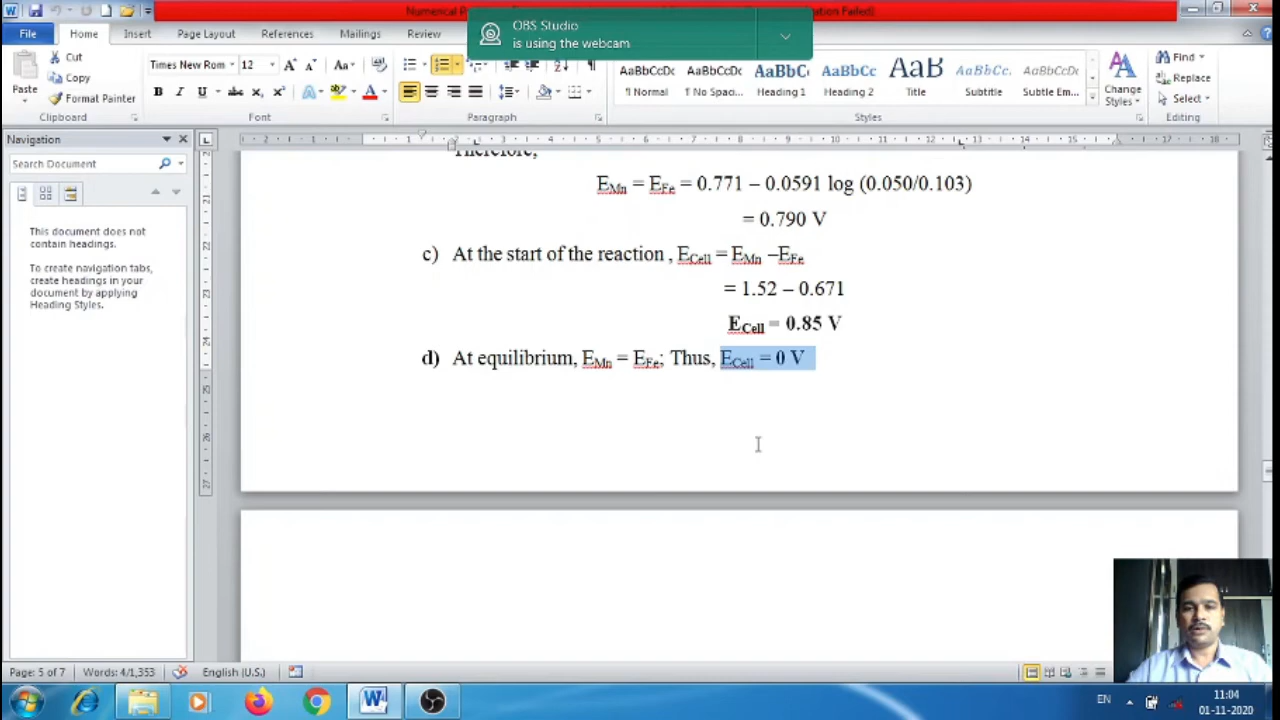 Numerical P
ation Failed)
OBS Studio
is using the webcam
File Home Insert Page Layout References Mailings Review
Cut
Copy
Format Painter
Paste
Clipboard
Times New Rom 12
Font
Paragraph
AaBbCcDc AaBbCcDc AaBbC AaBbCc AaB AaBbCcL AaBbCcDc
¶ Normal ¶ No Spac... Heading 1 Heading 2 Title Subtitle Subtle Em...
Change
Styles
Styles
Find
Replace
Select
Editing
Navigation
Search Document
This document does not
contain headings.
To create navigation tabs,
create headings in your
document by applying
Heading Styles.
Therefore,
EMn = EFe = 0.771 – 0.0591 log (0.050/0.103)
= 0.790 V
c) At the start of the reaction , ECell = EMn –EFe
= 1.52 – 0.671
ECell = 0.85 V
d) At equilibrium, EMn = EFe; Thus, ECell = 0 V
Page: 5 of 7 Words: 4/1,353 English (U.S.)
EN
11:04
01-11-2020